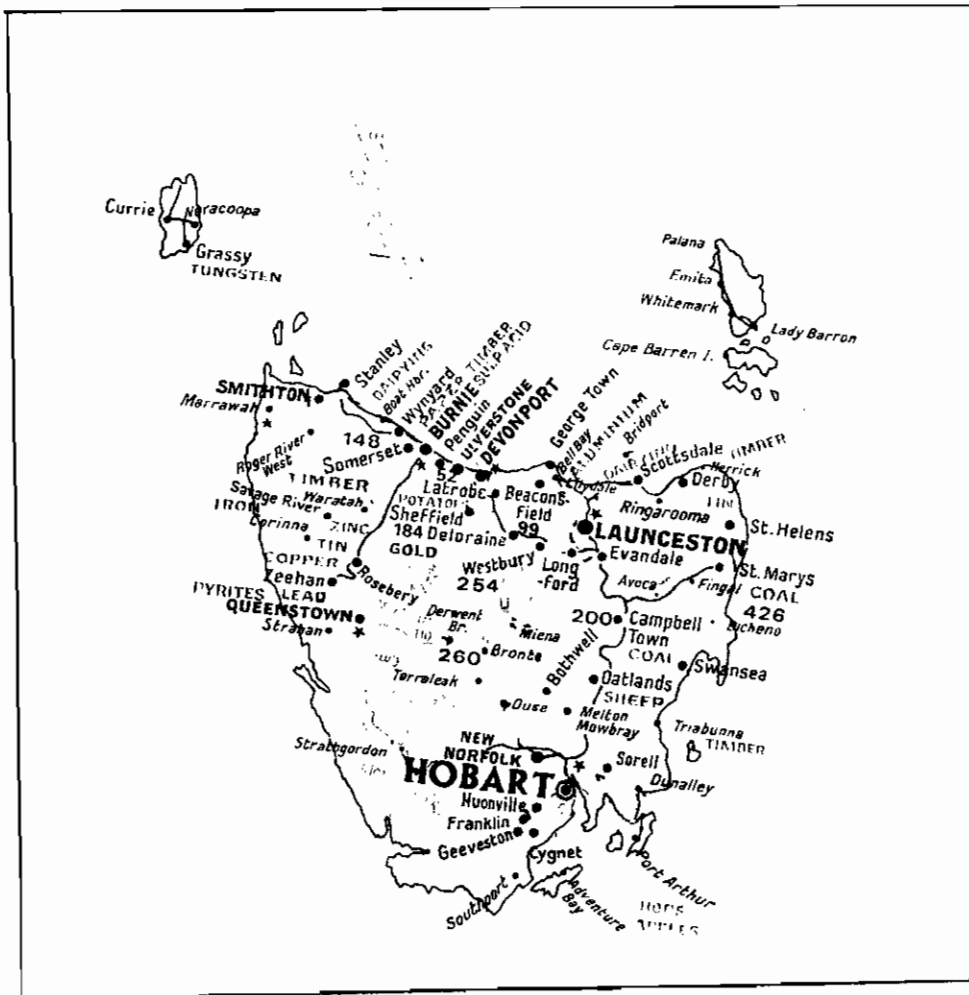 Currie
Naracoopa
Grassy
TUNGSTEN
Palana
Emita
Whitemark
Lady Barron
Cape Barren I.
Stanley
DAIRYING
Boat Hbr.
Wynyard
PAPER TIMBER
BURNIE SULP ACID
Penguin
ULVERSTONE
DEVONPORT
George Town
Bell Bay
ALUMINIUM
Bridport
SMITHTON
Marrawah
148
Somerset
52
Roger River
West
TIMBER
Latrobe
Beacons-
Field
Lilydale
Scottsdale
TIMBER
Herrick
Derby
TIN
Ringarooma
St. Helens
Savage River
Waratah
IRON
Corinna
ZINC
TIN
POTATOES
Sheffield
184
Deloraine
99
LAUNCESTON
GOLD
COPPER
Zeehan
Rosebery
Westbury
Long
-Ford
Evandale
St. Marys
254
Avoca
Fingal
COAL
PYRITES
LEAD
QUEENSTOWN
Strahan
Derwent
Br.
Miena
200
Campbell
Town
426
Bicheno
260
Bronte
Bothwell
COAL
Swansea
Tarraleah
Oatlands
SHEEP
Ouse
Melton
Mowbray
Triabunna
TIMBER
Strathgordon
NEW
NORFOLK
Sorell
HOBART
Dunalley
Huonville
Franklin
Geeveston
Cygnet
Port Arthur
Southport
Adventure
Bay
HOPS
APPLES